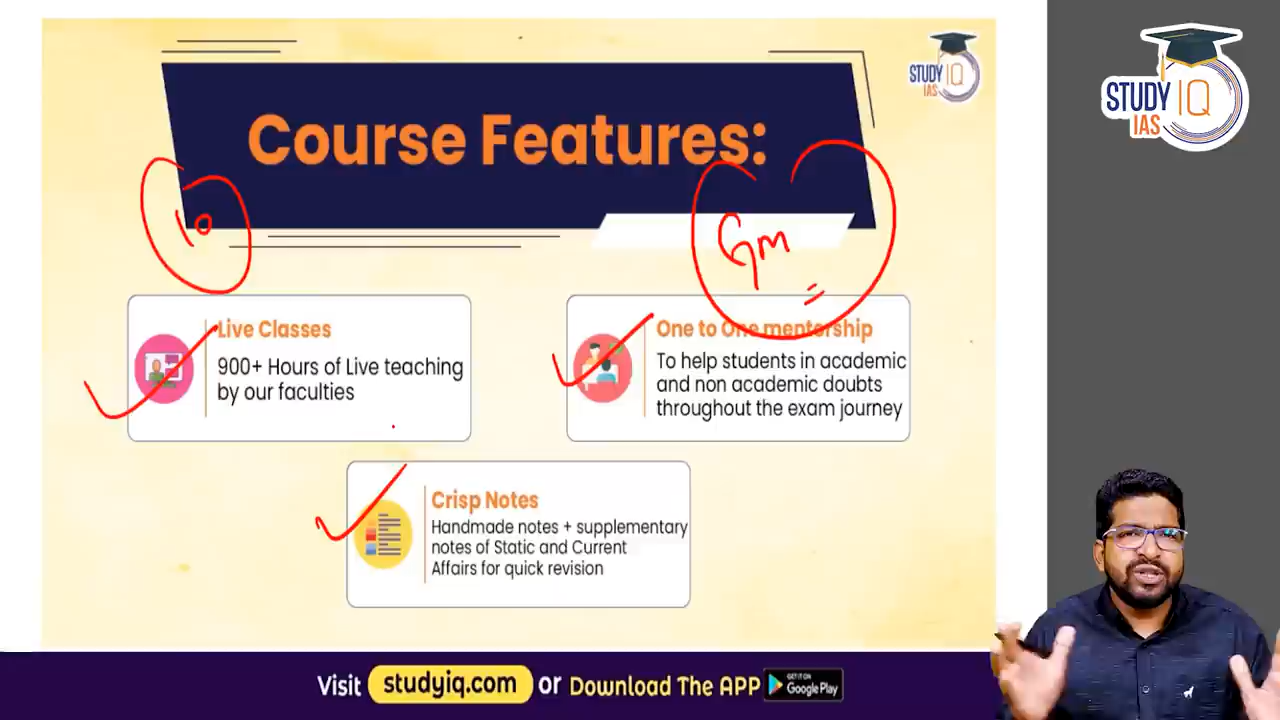 STUDY IQ
IAS
STUDY IQ
IAS
Course Features:
10
Live Classes
900+ Hours of Live teaching
by our faculties
One to One mentorship
To help students in academic
and non academic doubts
throughout the exam journey
Crisp Notes
Handmade notes + supplementary
notes of Static and Current
Affairs for quick revision
Visit studyiq.com or Download The APP GET IT ON Google Play